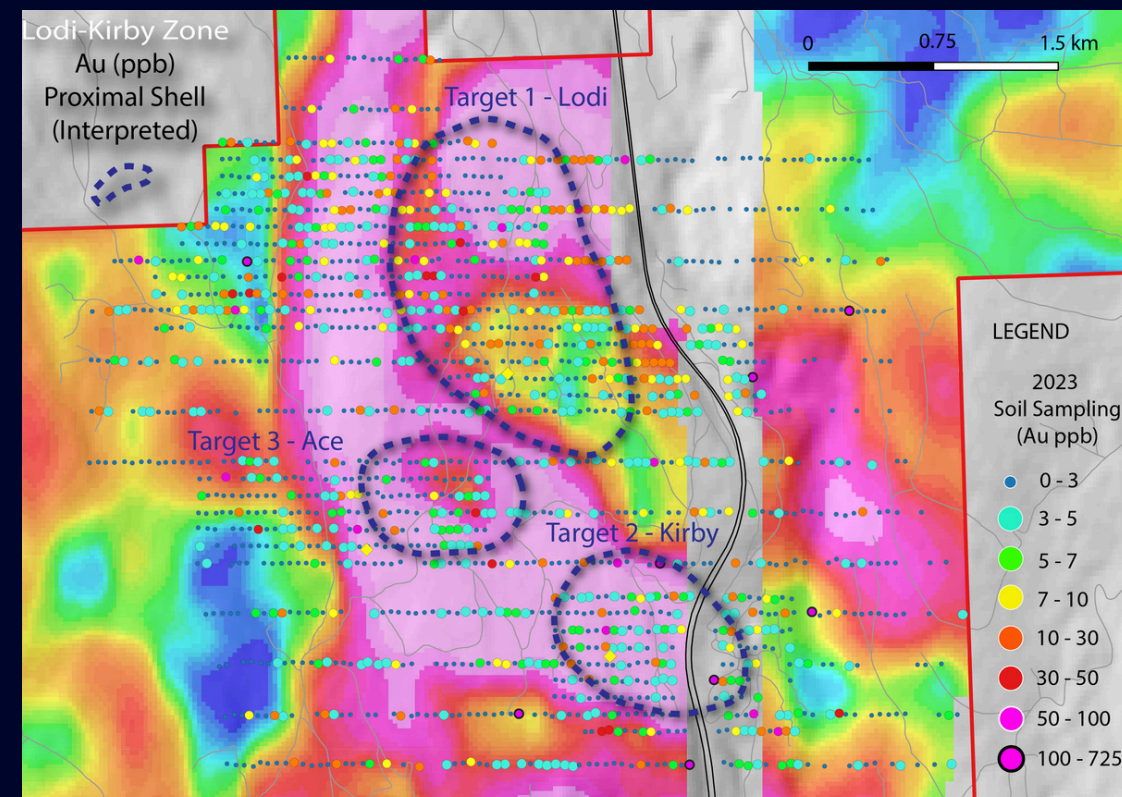 Lodi-Kirby Zone
Au (ppb)
Proximal Shell
(Interpreted)
0 0.75 1.5 km
Target 1 - Lodi
Target 3 - Ace
Target 2 - Kirby
LEGEND
2023
Soil Sampling
(Au ppb)
0 - 3
3 - 5
5 - 7
7 - 10
10 - 30
30 - 50
50 - 100
100 - 725